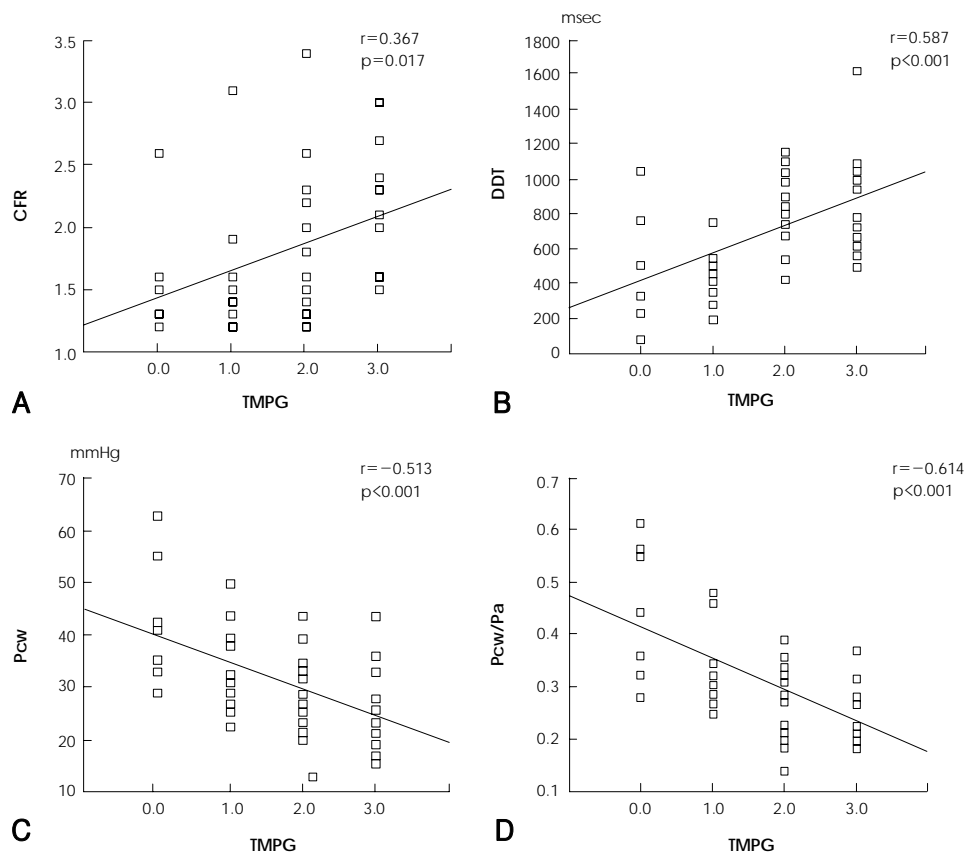 r=0.367
p=0.017
3.5
3.0
2.5
2.0
1.5
1.0
CFR
0.0 1.0 2.0 3.0
TMPG
A
msec
r=0.587
p<0.001
1800
1600
1400
1200
1000
800
600
400
200
0
DDT
0.0 1.0 2.0 3.0
TMPG
B
mmHg
r=−0.513
p<0.001
70
60
50
40
30
20
10
Pcw
0.0 1.0 2.0 3.0
TMPG
C
r=−0.614
p<0.001
0.7
0.6
0.5
0.4
0.3
0.2
0.1
Pcw/Pa
0.0 1.0 2.0 3.0
TMPG
D